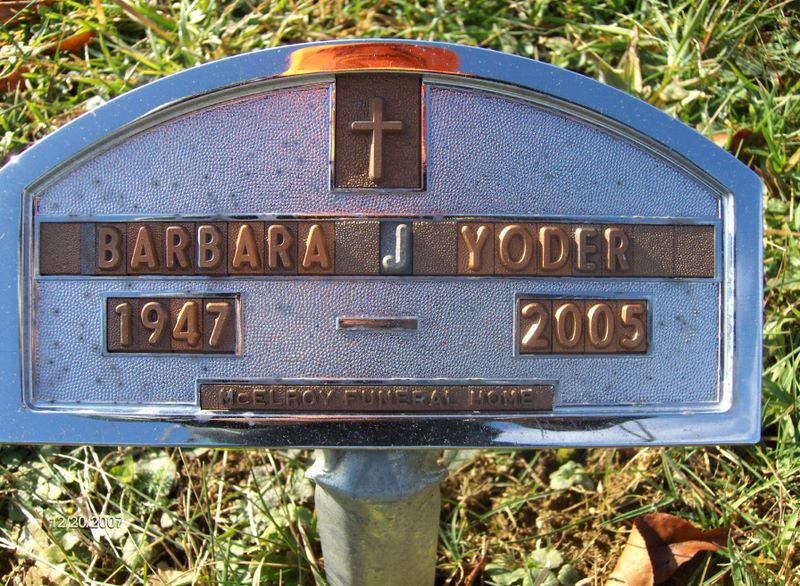 BARBARA J YODER
1947 – 2005
McELROY FUNERAL HOME
12.20.2007